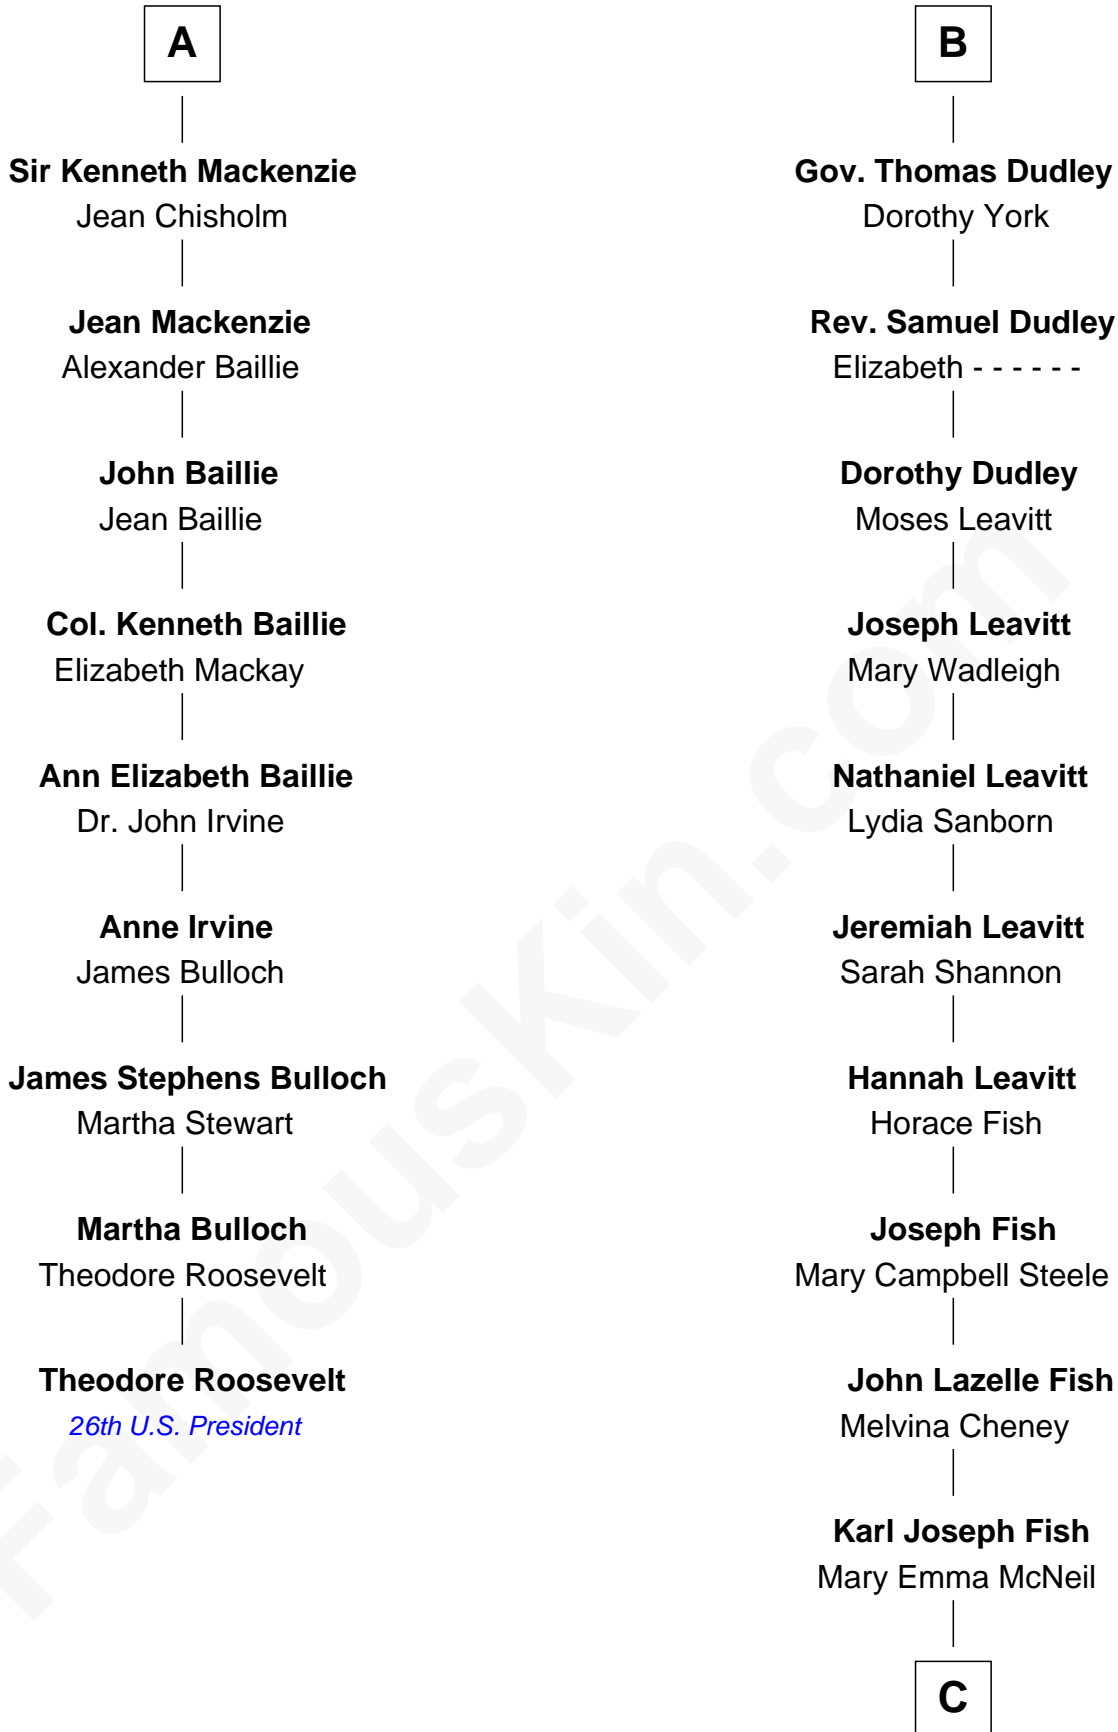 A
Sir Kenneth Mackenzie
Jean Chisholm
Jean Mackenzie
Alexander Baillie
John Baillie
Jean Baillie
Col. Kenneth Baillie
Elizabeth Mackay
Ann Elizabeth Baillie
Dr. John Irvine
Anne Irvine
James Bulloch
James Stephens Bulloch
Martha Stewart
Martha Bulloch
Theodore Roosevelt
Theodore Roosevelt
26th U.S. President
B
Gov. Thomas Dudley
Dorothy York
Rev. Samuel Dudley
Elizabeth - - - - - -
Dorothy Dudley
Moses Leavitt
Joseph Leavitt
Mary Wadleigh
Nathaniel Leavitt
Lydia Sanborn
Jeremiah Leavitt
Sarah Shannon
Hannah Leavitt
Horace Fish
Joseph Fish
Mary Campbell Steele
John Lazelle Fish
Melvina Cheney
Karl Joseph Fish
Mary Emma McNeil
C
FamousKin.com